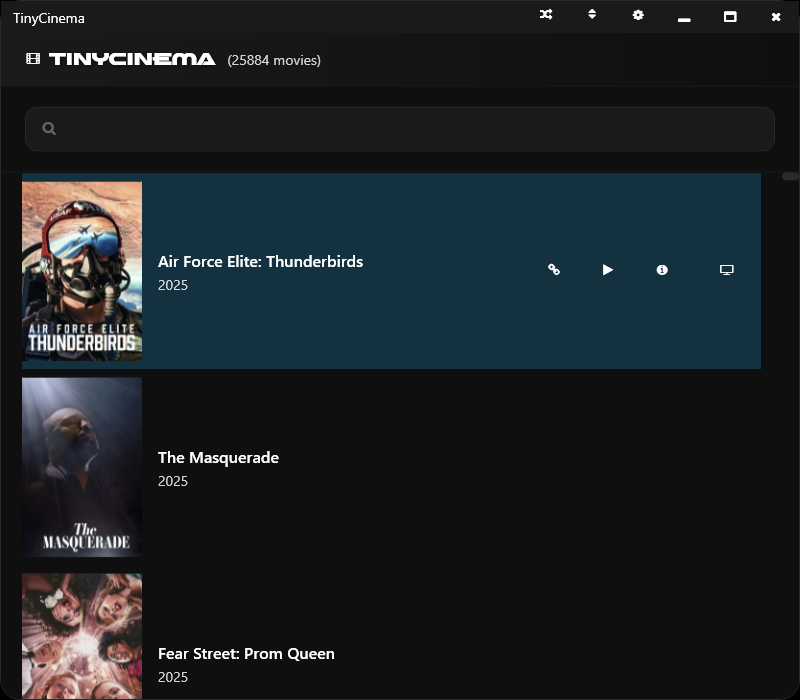 TinyCinema
TINYCINEMA (25884 movies)
AIR FORCE ELITE
THUNDERBIRDS
Air Force Elite: Thunderbirds
2025
The
MASQUERADE
The Masquerade
2025
Fear Street: Prom Queen
2025